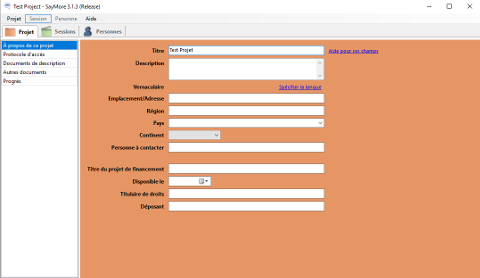 Test Project - SayMore 3.1.3 (Release)
Projet Session Personne Aide
Projet Sessions Personnes
À propos de ce projet
Protocole d'accès
Documents de description
Autres documents
Progrès
Titre Test Projet Aide pour ces champs
Description
Vernaculaire Spécifier la langue
Emplacement/Adresse
Région
Pays
Continent
Personne à contacter
Titre du projet de financement
Disponible le
Titulaire de droits
Déposant